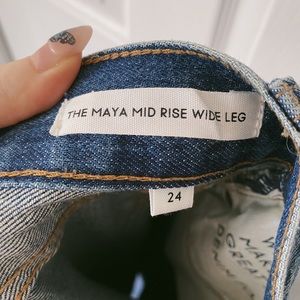 THE MAYA MID RISE WIDE LEG
24